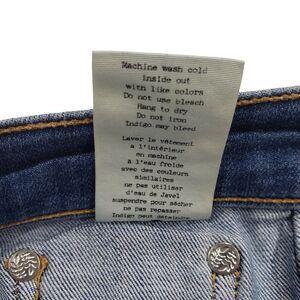 Machine wash cold
inside out
with like colors
Do not use bleach
Hang to dry
Do not iron
Indigo may bleed
Laver le vêtement
à l'intérieur
en machine
à l'eau froide
avec des couleurs
similaires
ne pas utiliser
d'eau de Javel
suspendre pour sécher
ne pas repasser
Indigo peut déteindre